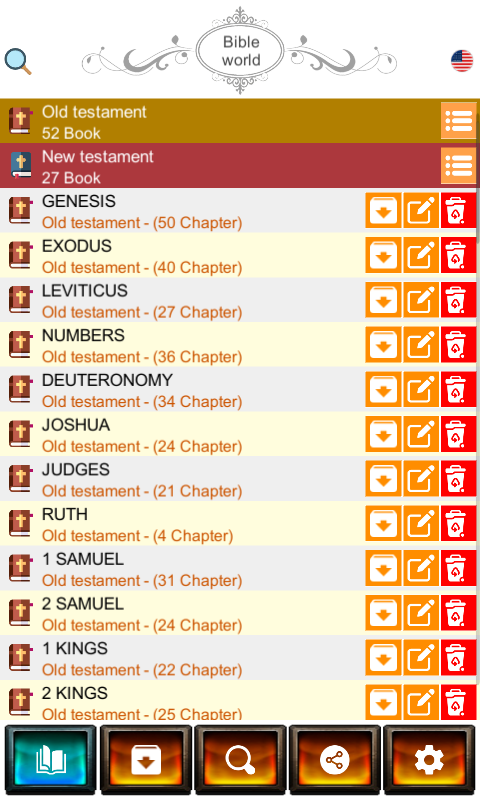 Bible
world
Old testament
52 Book
New testament
27 Book
GENESIS
Old testament - (50 Chapter)
EXODUS
Old testament - (40 Chapter)
LEVITICUS
Old testament - (27 Chapter)
NUMBERS
Old testament - (36 Chapter)
DEUTERONOMY
Old testament - (34 Chapter)
JOSHUA
Old testament - (24 Chapter)
JUDGES
Old testament - (21 Chapter)
RUTH
Old testament - (4 Chapter)
1 SAMUEL
Old testament - (31 Chapter)
2 SAMUEL
Old testament - (24 Chapter)
1 KINGS
Old testament - (22 Chapter)
2 KINGS
Old testament - (25 Chapter)